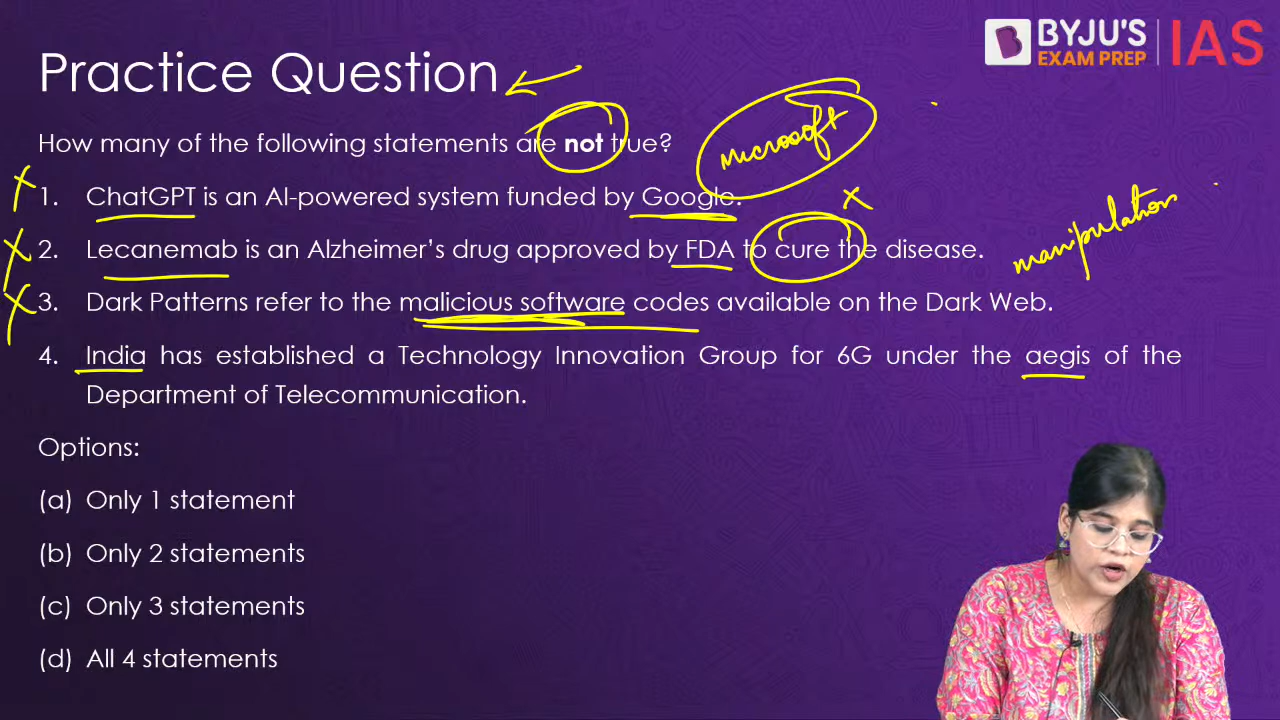 Practice Question
BYJU'S
EXAM PREP
IAS
How many of the following statements are not true?
microsoft
1. ChatGPT is an AI-powered system funded by Google.
X
2. Lecanemab is an Alzheimer's drug approved by FDA to cure the disease.
manipulation
3. Dark Patterns refer to the malicious software codes available on the Dark Web.
4. India has established a Technology Innovation Group for 6G under the aegis of the
Department of Telecommunication.
Options:
(a) Only 1 statement
(b) Only 2 statements
(c) Only 3 statements
(d) All 4 statements